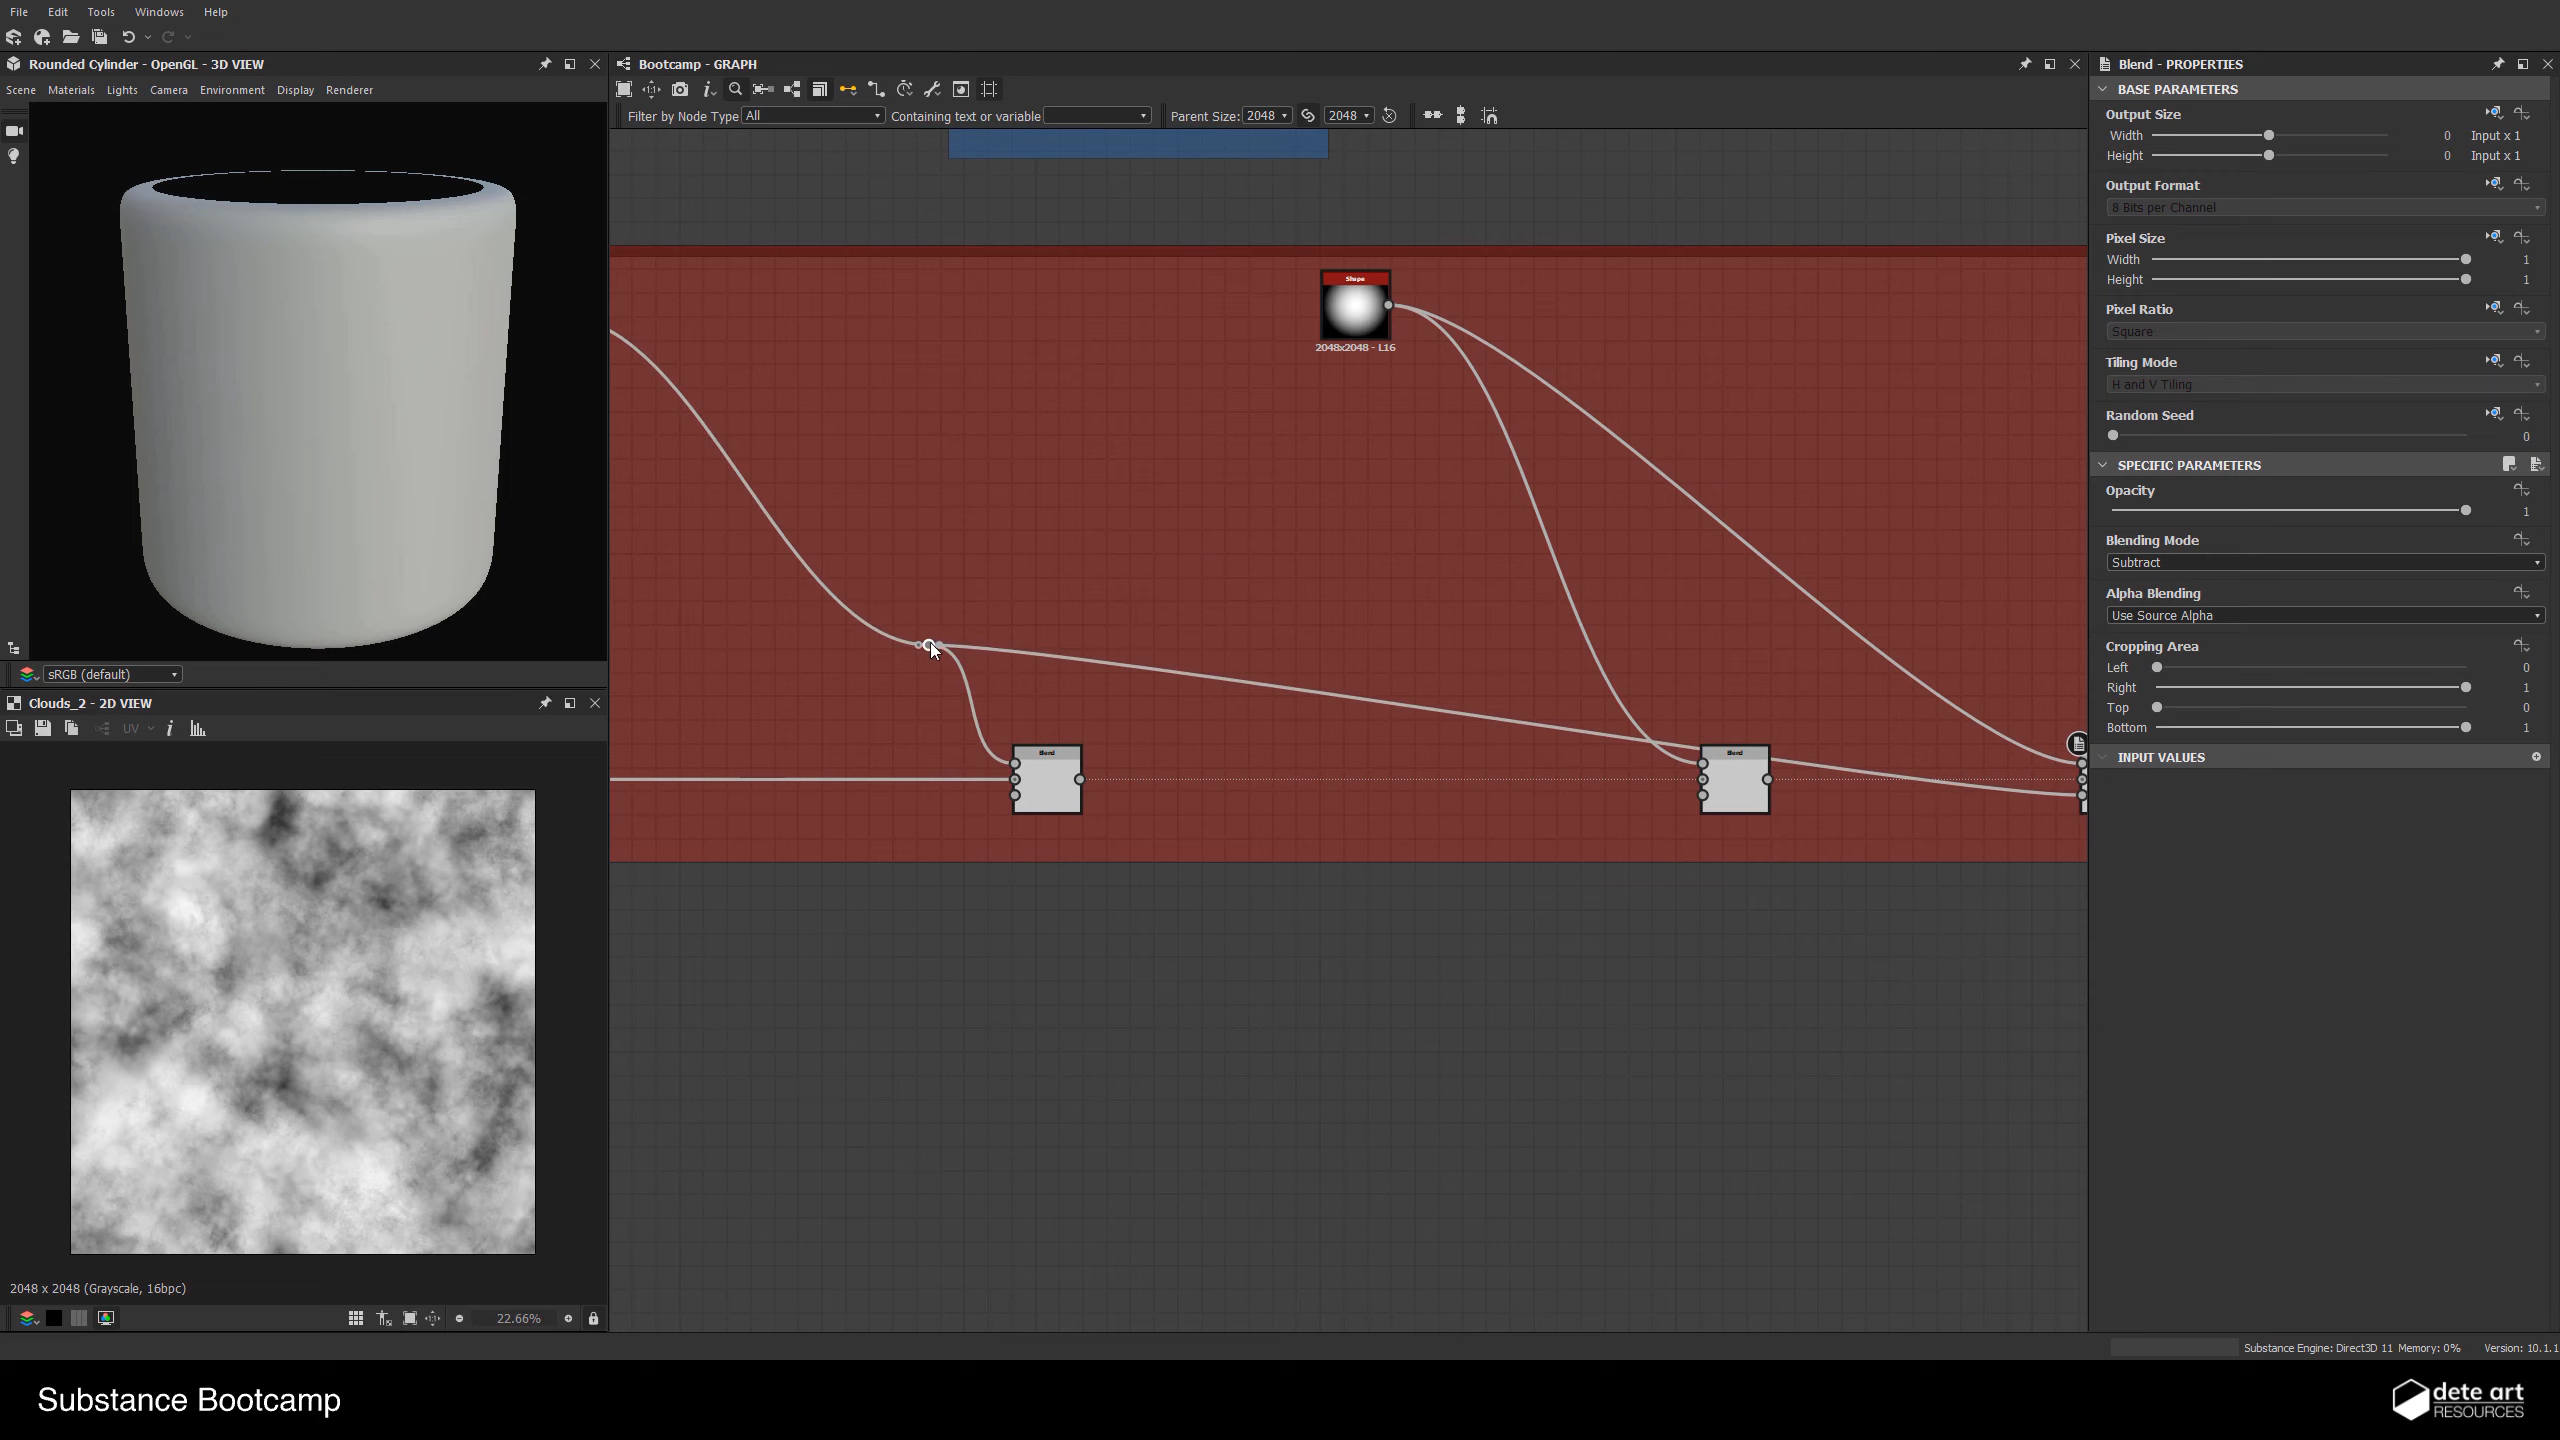 File Edit Tools Windows Help
Rounded Cylinder - OpenGL - 3D VIEW
Scene Materials Lights Camera Environment Display Renderer
sRGB (default)
Clouds_2 - 2D VIEW
UV
2048 x 2048 (Grayscale, 16bpc)
22.66%
Bootcamp - GRAPH
Filter by Node Type All Containing text or variable Parent Size: 2048 2048
Shape
2048x2048 - L16
Blend
Blend
Blend - PROPERTIES
BASE PARAMETERS
Output Size
Width 0 Input x 1
Height 0 Input x 1
Output Format
8 Bits per Channel
Pixel Size
Width 1
Height 1
Pixel Ratio
Square
Tiling Mode
H and V Tiling
Random Seed
0
SPECIFIC PARAMETERS
Opacity
1
Blending Mode
Subtract
Alpha Blending
Use Source Alpha
Cropping Area
Left 0
Right 1
Top 0
Bottom 1
INPUT VALUES
Substance Engine: Direct3D 11 Memory: 0% Version: 10.1.1
Substance Bootcamp
dete art
RESOURCES